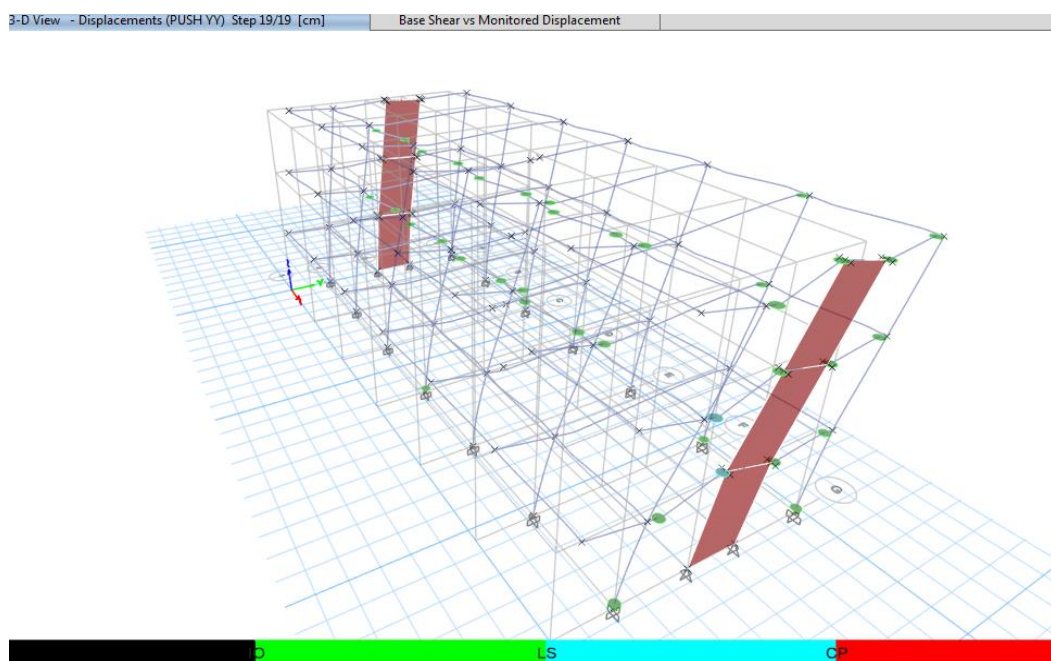 3-D View - Displacements (PUSH YY) Step 19/19 [cm]
Base Shear vs Monitored Displacement
G
IO
LS
CP